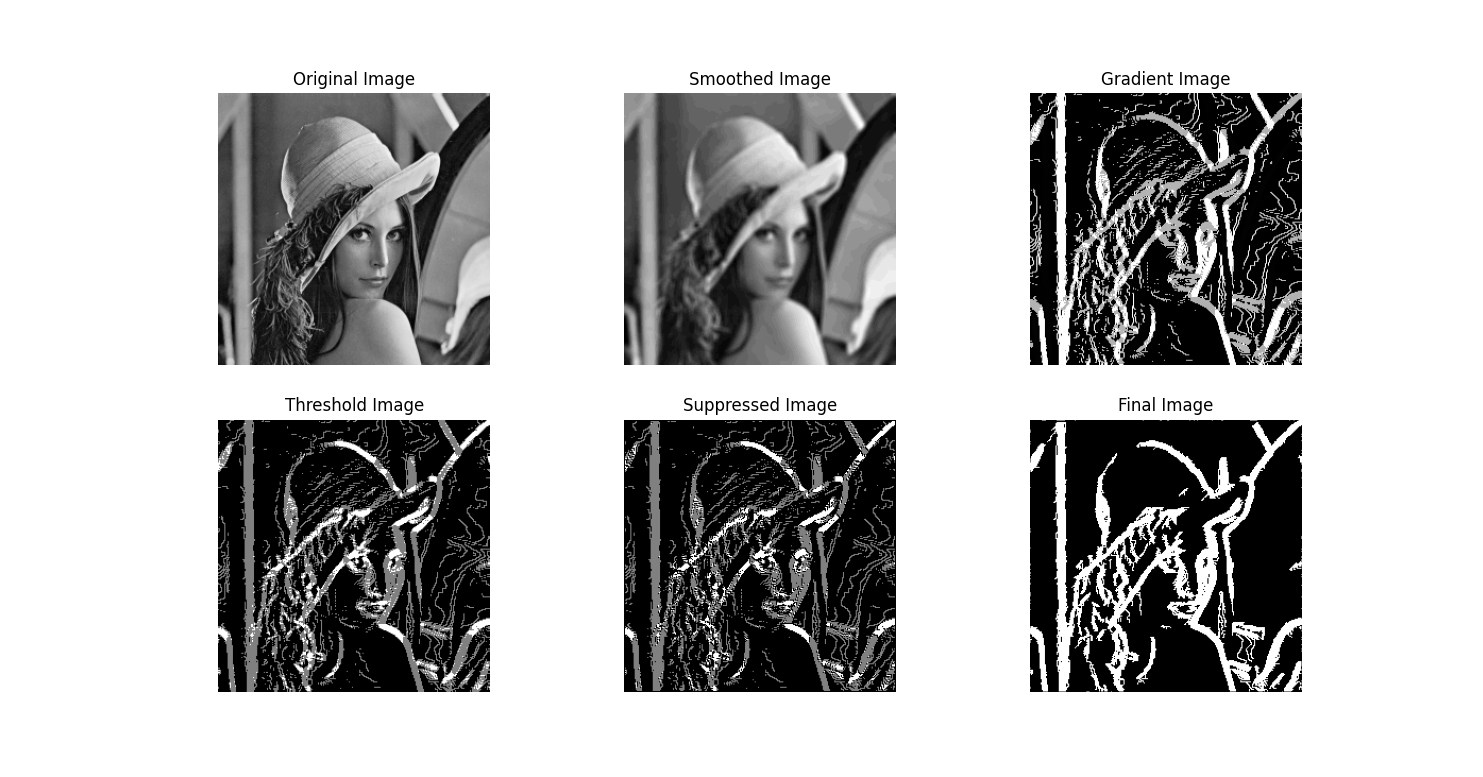 Original Image
Smoothed Image
Gradient Image
Threshold Image
Suppressed Image
Final Image